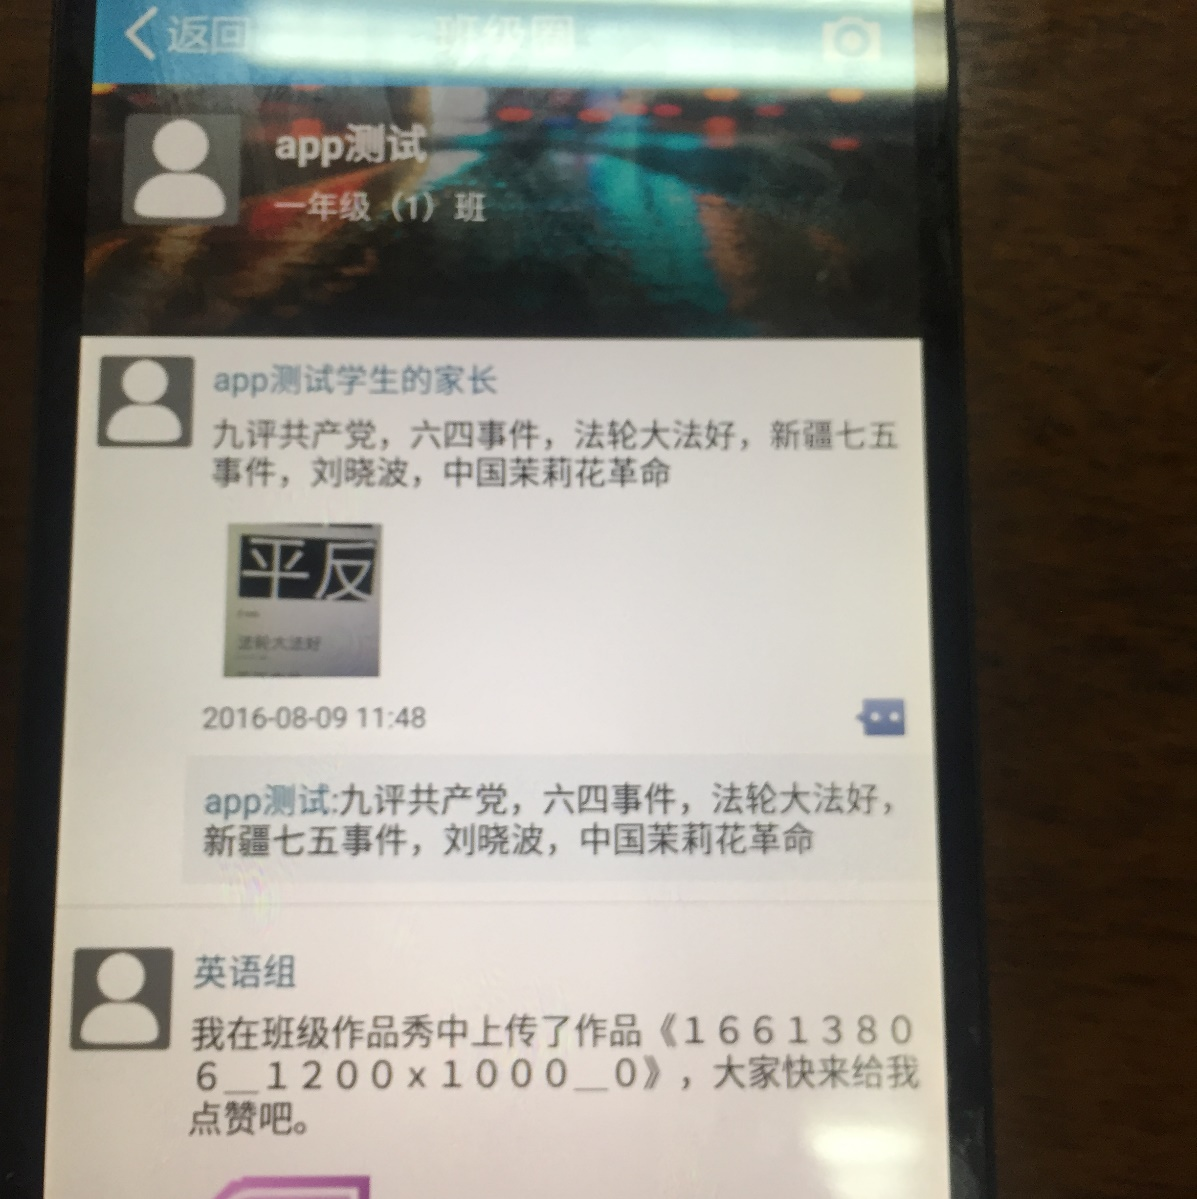 返回
班级圈
app测试
一年级（1）班
app测试学生的家长
九评共产党，六四事件，法轮大法好，新疆七五
事件，刘晓波，中国茉莉花革命
平反
法轮大法好
2016-08-09 11:48
app测试:九评共产党，六四事件，法轮大法好，
新疆七五事件，刘晓波，中国茉莉花革命
英语组
我在班级作品秀中上传了作品《１６６１３８０
６＿１２００ｘ１０００＿０》，大家快来给我
点赞吧。